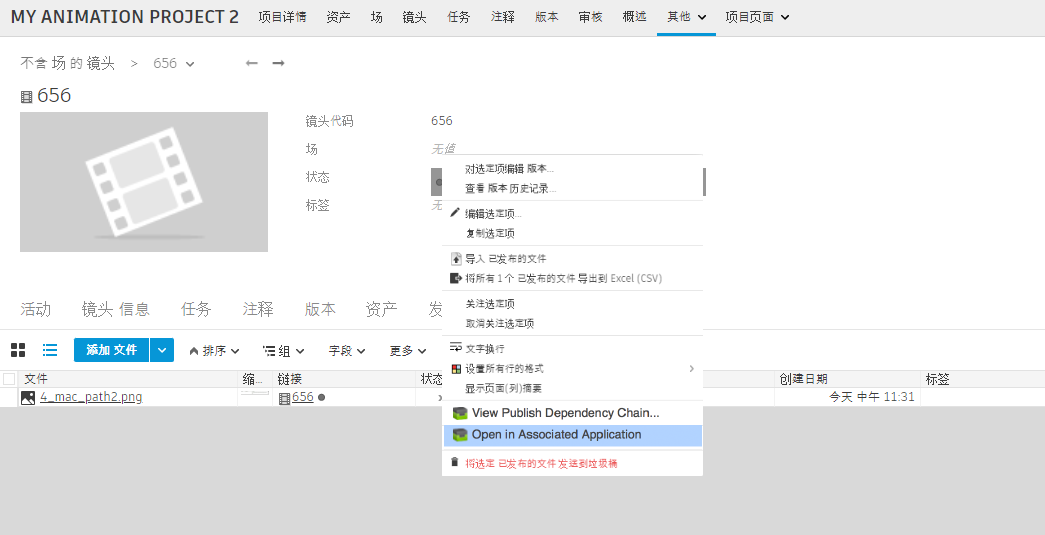 MY ANIMATION PROJECT 2 项目详情 资产 场 镜头 任务 注释 版本 审核 概述 其他 项目页面
不含 场 的 镜头 > 656
656
镜头代码 656
场 无值
状态
标签 无
对选定项编辑 版本...
查看 版本 历史记录...
编辑选定项...
复制选定项
导入 已发布的文件
将所有 1 个 已发布的文件 导出到 Excel (CSV)
关注选定项
取消关注选定项
文字换行
设置所有行的格式
显示页面(列)摘要
View Publish Dependency Chain...
Open in Associated Application
将选定 已发布的文件 发送到垃圾桶
活动 镜头 信息 任务 注释 版本 资产 发
添加 文件 排序 组 字段 更多
文件 缩... 链接 状态 创建日期 标签
4_mac_path2.png 656 今天 中午 11:31